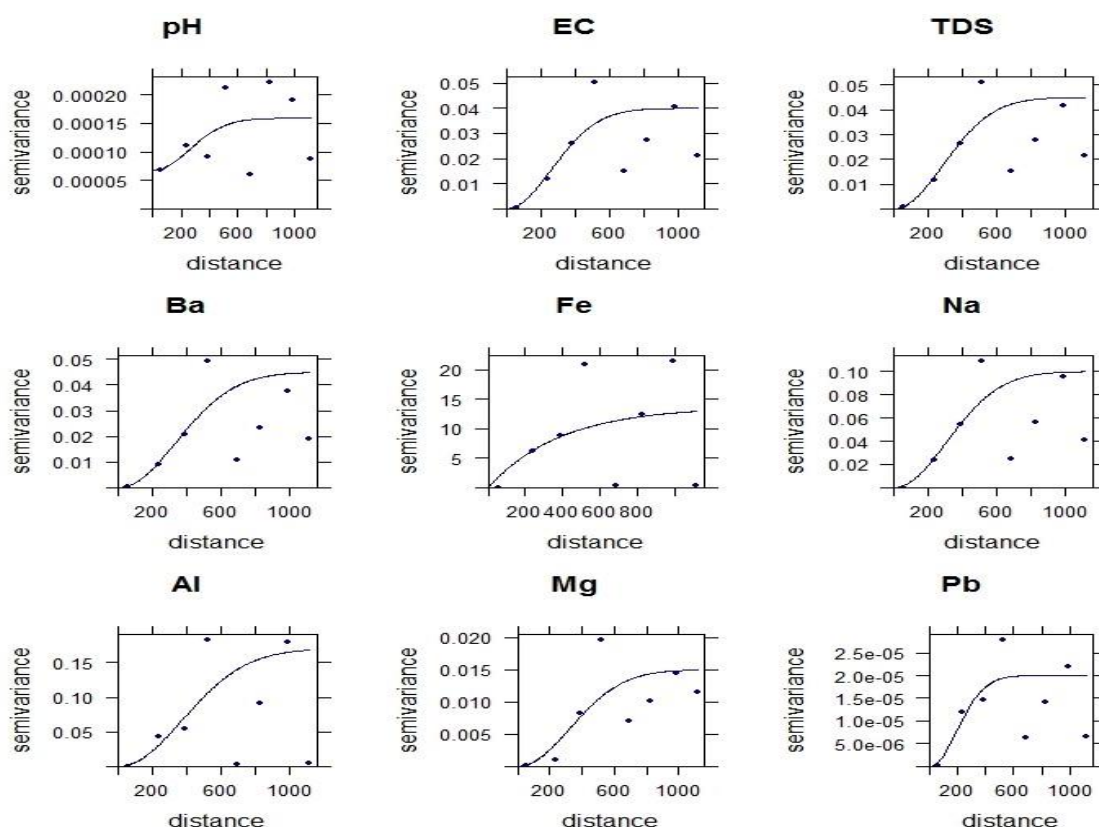 pH
semivariance
0.00020
0.00015
0.00010
0.00005
200 600 1000
distance
EC
semivariance
0.05
0.04
0.03
0.02
0.01
200 600 1000
distance
TDS
semivariance
0.05
0.04
0.03
0.02
0.01
200 600 1000
distance
Ba
semivariance
0.05
0.04
0.03
0.02
0.01
200 600 1000
distance
Fe
semivariance
20
15
10
5
200 400 600 800
distance
Na
semivariance
0.10
0.08
0.06
0.04
0.02
200 600 1000
distance
Al
semivariance
0.15
0.10
0.05
200 600 1000
distance
Mg
semivariance
0.020
0.015
0.010
0.005
200 600 1000
distance
Pb
semivariance
2.5e-05
2.0e-05
1.5e-05
1.0e-05
5.0e-06
200 600 1000
distance